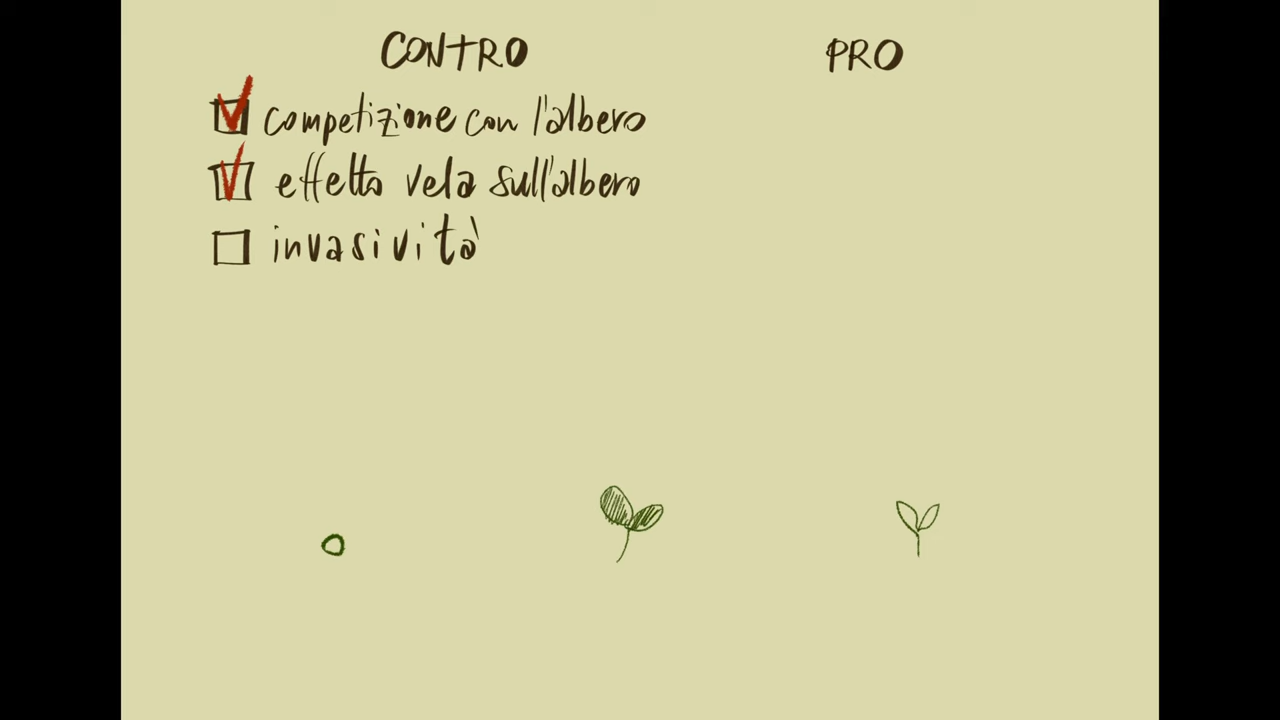 CONTRO PRO
competizione con l'albero
effetto vela sull'albero
invasività